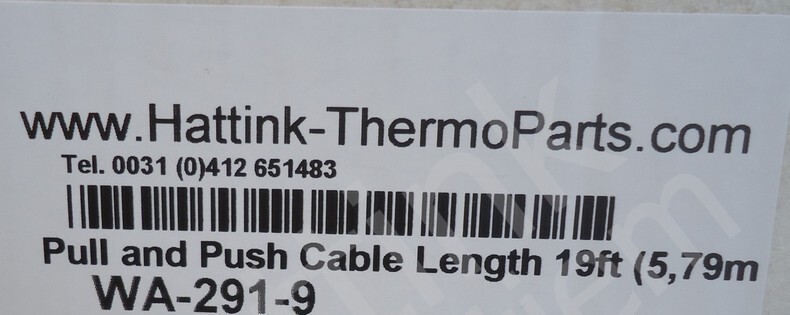 www.Hattink-ThermoParts.com
Tel. 0031 (0)412 651483
Pull and Push Cable Length 19ft (5,79m
WA-291-9